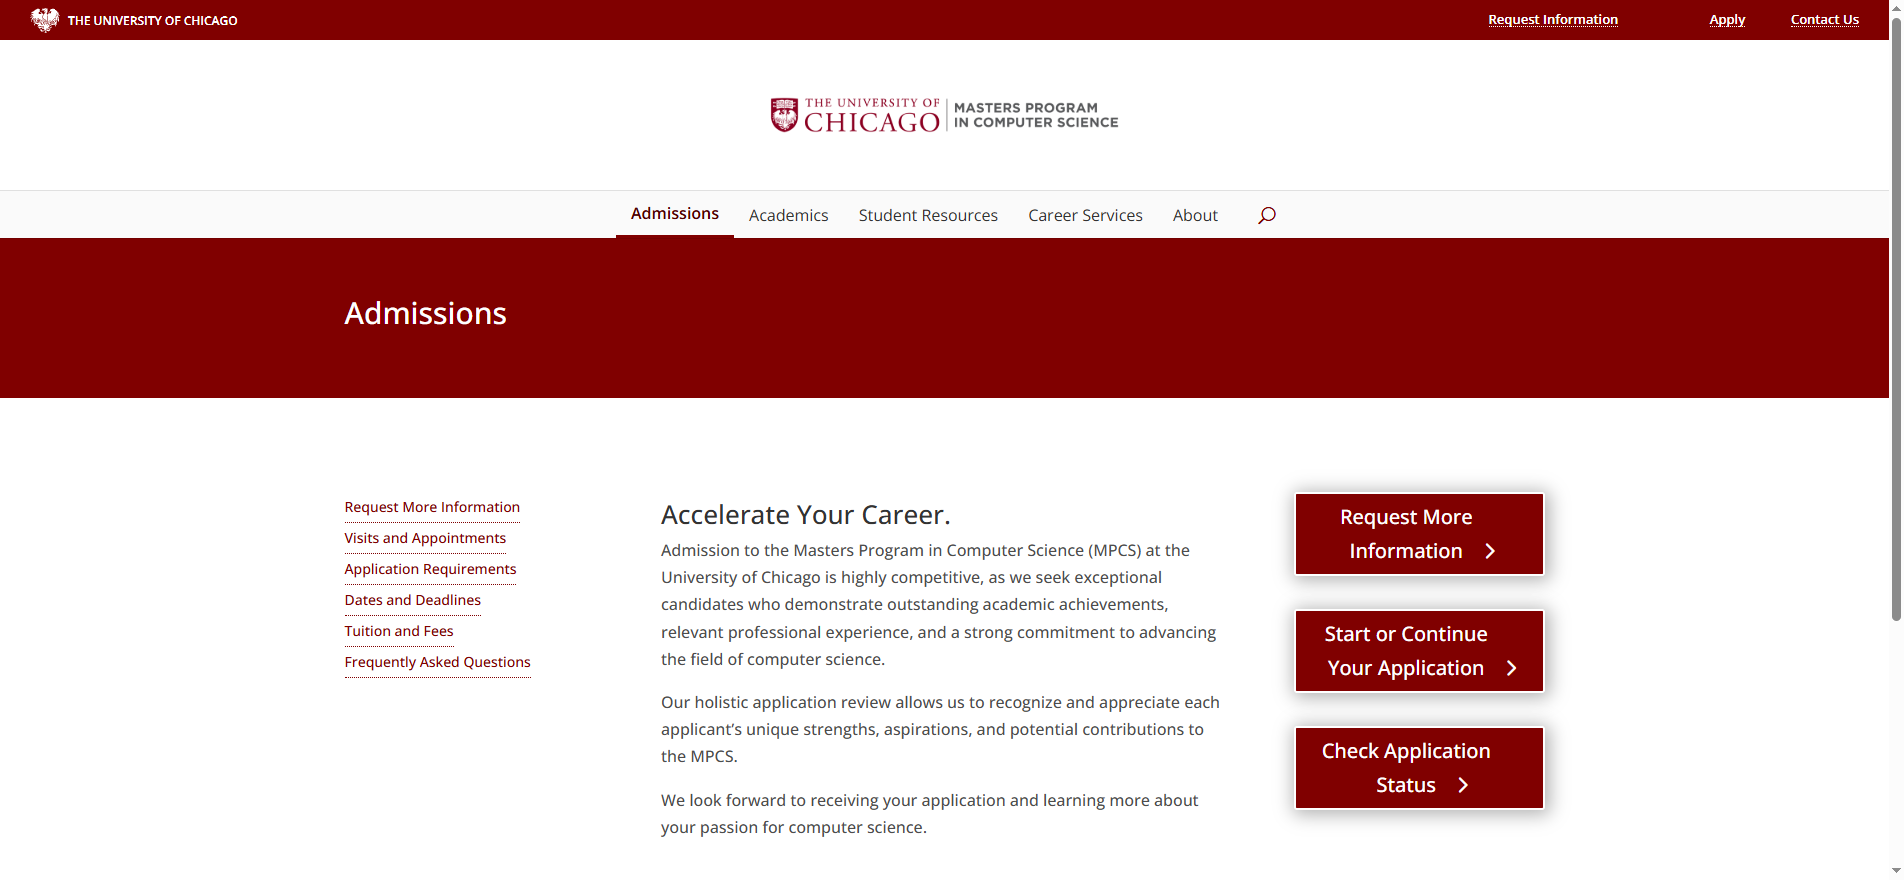 THE UNIVERSITY OF CHICAGO
Request Information
Apply
Contact Us
THE UNIVERSITY OF
CHICAGO
MASTERS PROGRAM
IN COMPUTER SCIENCE
Admissions
Academics
Student Resources
Career Services
About
Admissions
Request More Information
Visits and Appointments
Application Requirements
Dates and Deadlines
Tuition and Fees
Frequently Asked Questions
Accelerate Your Career.
Admission to the Masters Program in Computer Science (MPCS) at the
University of Chicago is highly competitive, as we seek exceptional
candidates who demonstrate outstanding academic achievements,
relevant professional experience, and a strong commitment to advancing
the field of computer science.
Our holistic application review allows us to recognize and appreciate each
applicant’s unique strengths, aspirations, and potential contributions to
the MPCS.
We look forward to receiving your application and learning more about
your passion for computer science.
Request More
Information
Start or Continue
Your Application
Check Application
Status